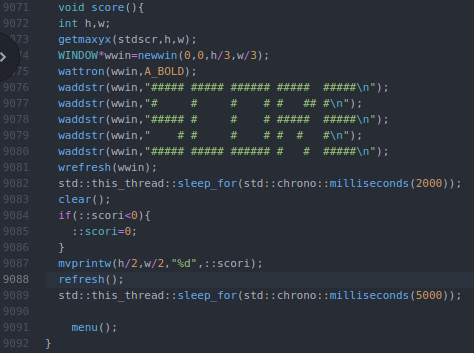 9071 void score(){
9072 int h,w;
9073 getmaxyx(stdscr,h,w);
74 WINDOW*wwin=newwin(0,0,h/3,w/3);
9075 wattron(wwin,A_BOLD);
9076 waddstr(wwin,"##### ##### ###### #####  #####\n");
9077 waddstr(wwin,"#     #     #    # #   ## #\n");
9078 waddstr(wwin,"##### #     #    # #####  #####\n");
9079 waddstr(wwin,"    # #     #    # #  #   #\n");
9080 waddstr(wwin,"##### ##### ###### #   #  #####\n");
9081 wrefresh(wwin);
9082 std::this_thread::sleep_for(std::chrono::milliseconds(2000));
9083 clear();
9084 if(::scori<0){
9085 ::scori=0;
9086 }
9087 mvprintw(h/2,w/2,"%d",::scori);
9088 refresh();
9089 std::this_thread::sleep_for(std::chrono::milliseconds(5000));
9090
9091 menu();
9092 }